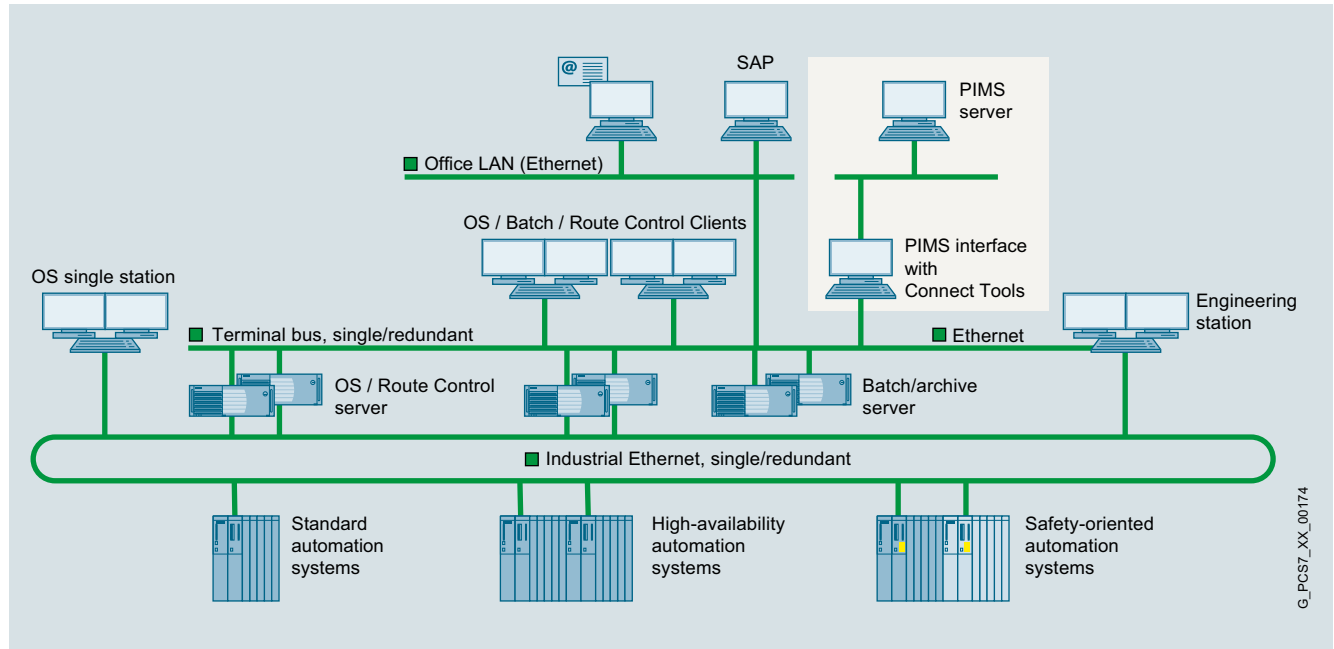 @
SAP
PIMS
server
Office LAN (Ethernet)
OS / Batch / Route Control Clients
PIMS interface
with
Connect Tools
OS single station
Engineering
station
Terminal bus, single/redundant
Ethernet
OS / Route Control
server
Batch/archive
server
Industrial Ethernet, single/redundant
Standard
automation
systems
High-availability
automation
systems
Safety-oriented
automation
systems
G_PCS7_XX_00174